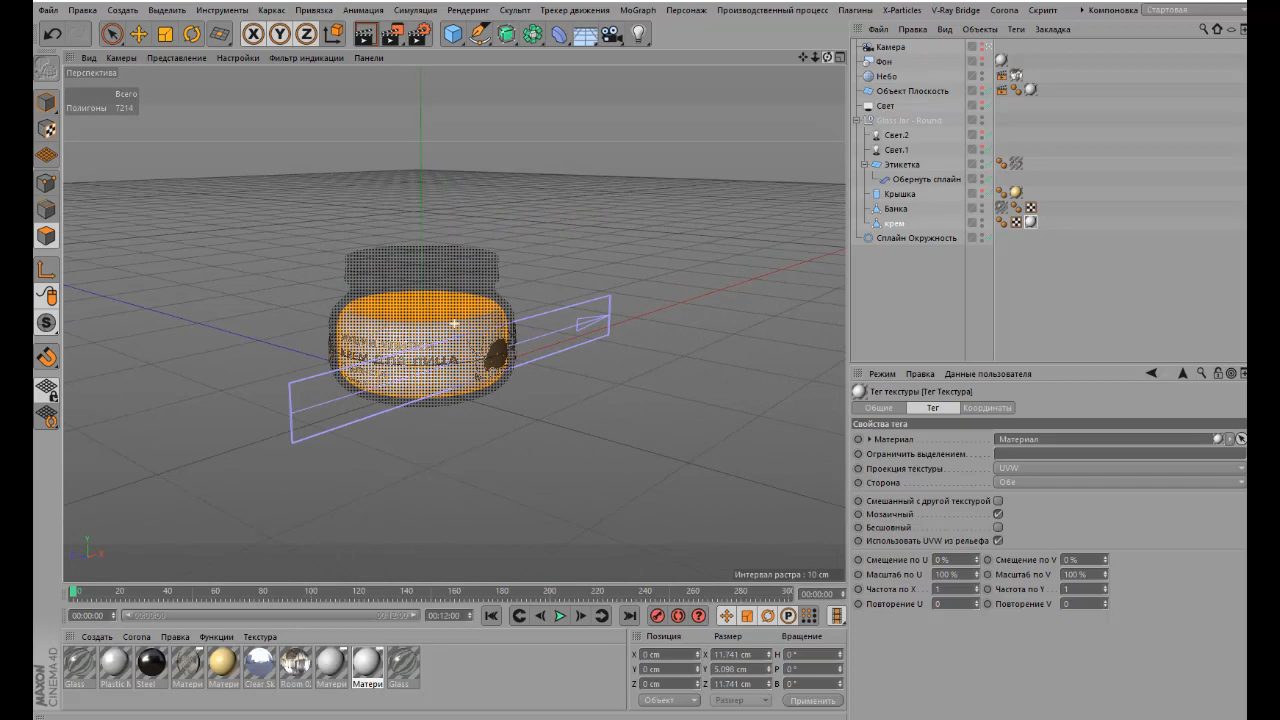 Файл Правка Создать Выделить Инструменты Каркас Привязка Анимация Симуляция Рендеринг Скульпт Трекер движения MoGraph Персонаж Производственный процесс Плагины X-Particles V-Ray Bridge Corona Скрипт Компоновка Стартовая
X Y Z
Вид Камеры Представление Настройки Фильтр индикации Панели
Файл Правка Вид Объекты Теги Закладка
Перспектива
Всего
Полигоны 7214
Камера
Фон
Небо
Объект Плоскость
Свет
Glass Jar - Round
Свет.2
Свет.1
Этикетка
Обернуть сплайн
Крышка
Банка
крем
Сплайн Окружность
Y
X
Интервал растра : 10 cm
Режим Правка Данные пользователя
Тег текстуры [Тег Текстура]
Общие Тег Координаты
Свойства тега
Материал Материал
Ограничить выделением
Проекция текстуры UVW
Сторона Обе
Смешанный с другой текстурой
Мозаичный
Бесшовный
Использовать UVW из рельефа
Смещение по U 0 % Смещение по V 0 %
Масштаб по U 100 % Масштаб по V 100 %
Частота по X 1 Частота по Y 1
Повторение U 0 Повторение V 0
0 20 40 60 80 100 120 140 160 180 200 220 240 260 280 300 00:00:00
00:00:00 00:12:00
Создать Corona Правка Функции Текстура
Glass Plastic M Steel Матери Матери Clear Sk Room 0 Матери Матери Glass
Позиция Размер Вращение
X 0 cm X 11.741 cm H 0 °
Y 0 cm Y 5.098 cm P 0 °
Z 0 cm Z 11.741 cm B 0 °
Объект Размер Применить
MAXON
CINEMA 4D